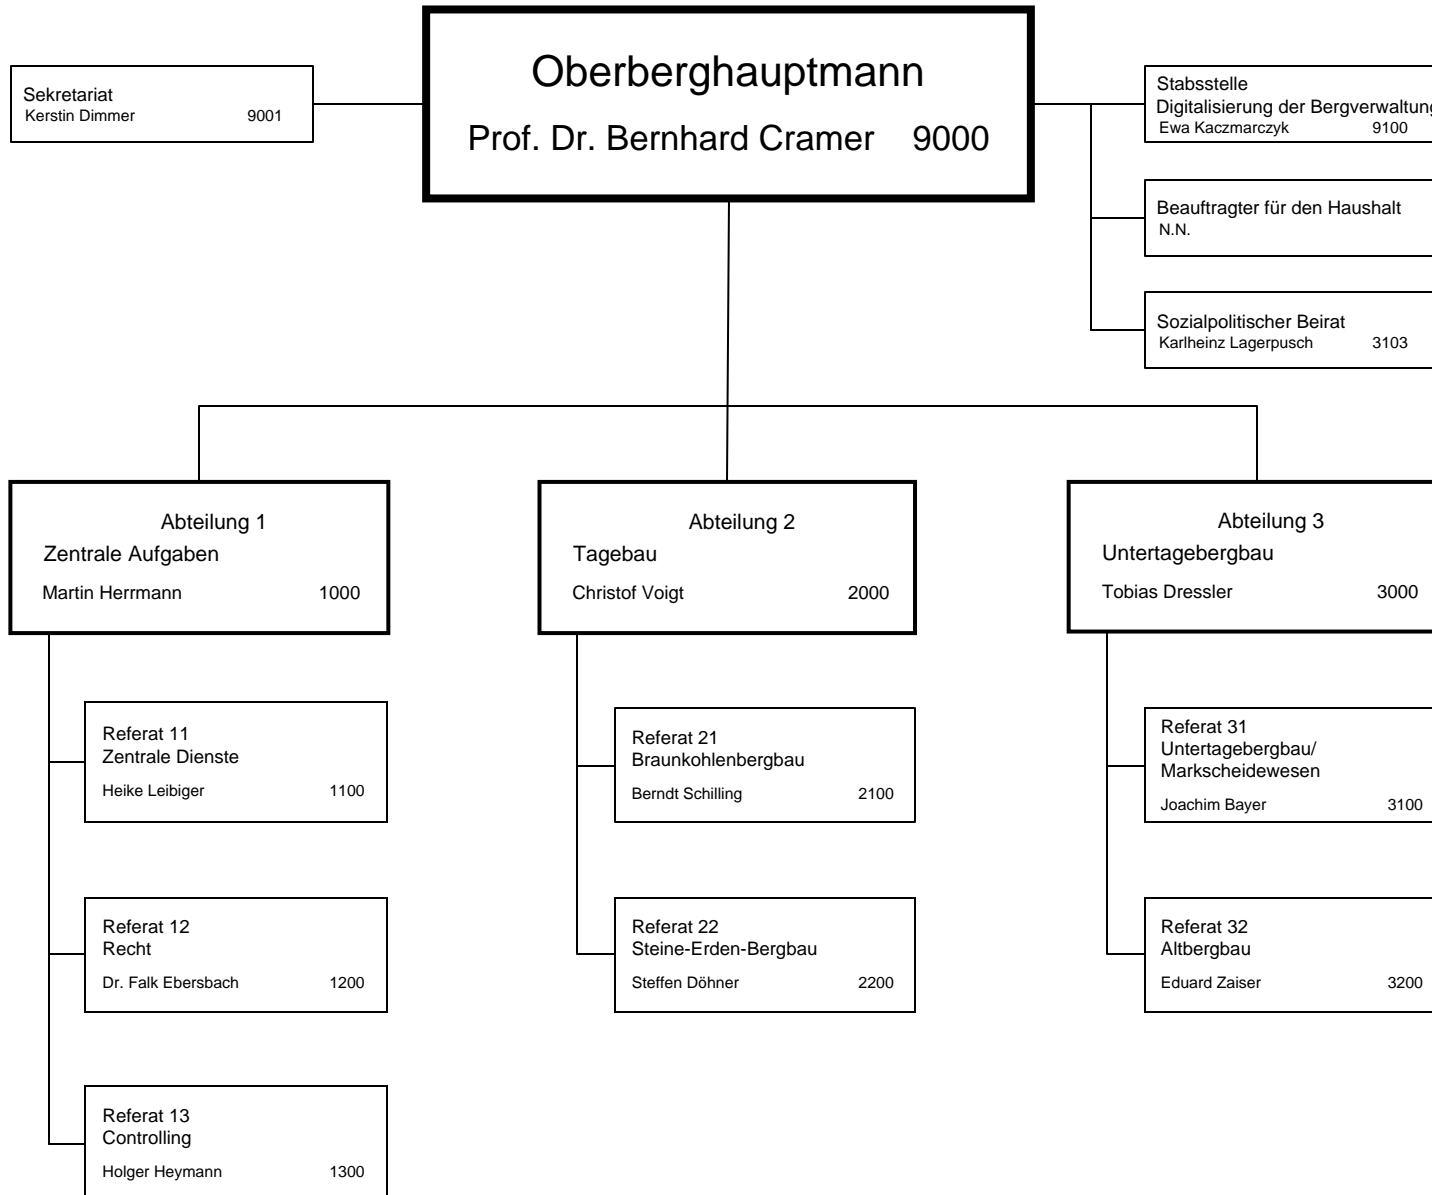 Oberberghauptmann
Prof. Dr. Bernhard Cramer 9000
Sekretariat
Kerstin Dimmer 9001
Stabsstelle
Digitalisierung der Bergverwaltung
Ewa Kaczmarczyk 9100
Beauftragter für den Haushalt
N.N.
Sozialpolitischer Beirat
Karlheinz Lagerpusch 3103
Abteilung 1
Zentrale Aufgaben
Martin Herrmann 1000
Referat 11
Zentrale Dienste
Heike Leibiger 1100
Referat 12
Recht
Dr. Falk Ebersbach 1200
Referat 13
Controlling
Holger Heymann 1300
Abteilung 2
Tagebau
Christof Voigt 2000
Referat 21
Braunkohlenbergbau
Berndt Schilling 2100
Referat 22
Steine-Erden-Bergbau
Steffen Döhner 2200
Abteilung 3
Untertagebergbau
Tobias Dressler 3000
Referat 31
Untertagebergbau/
Markscheidewesen
Joachim Bayer 3100
Referat 32
Altbergbau
Eduard Zaiser 3200